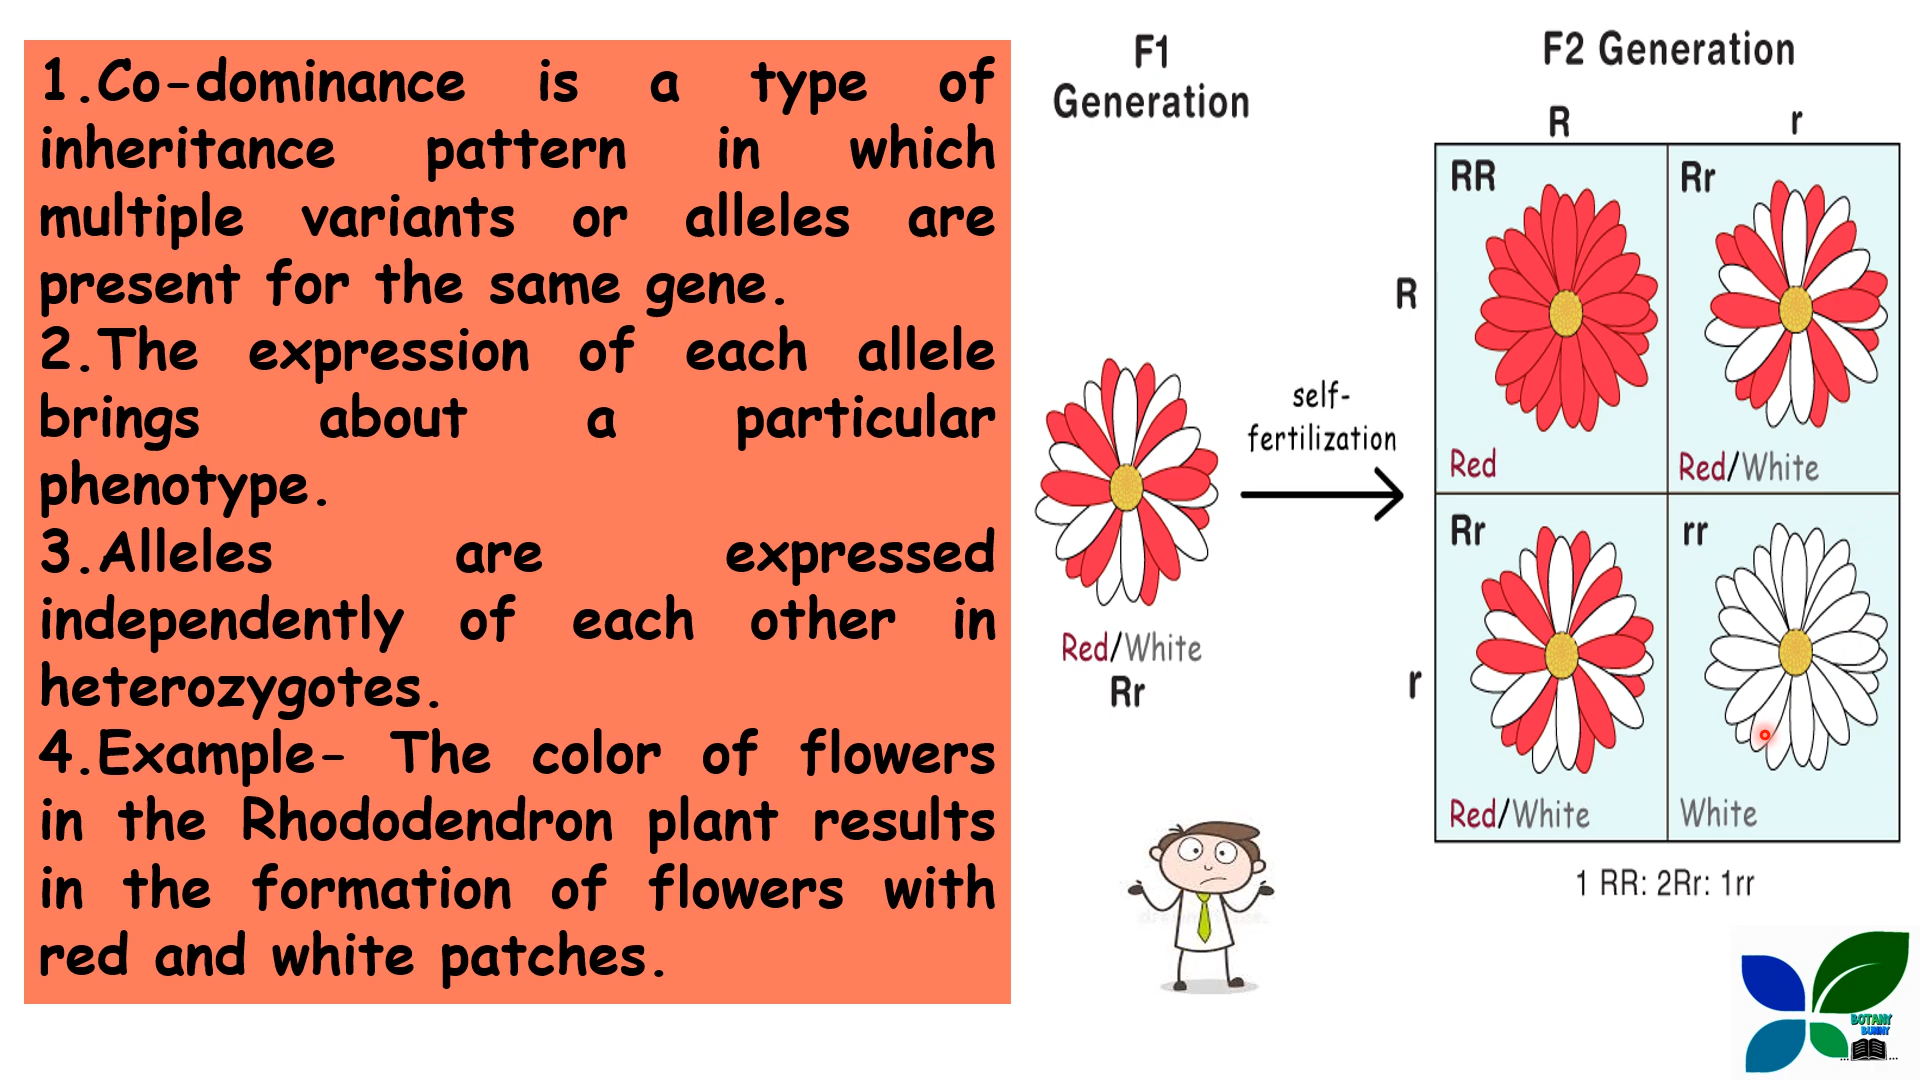 1.Co-dominance is a type of
inheritance pattern in which
multiple variants or alleles are
present for the same gene.
2.The expression of each allele
brings about a particular
phenotype.
3.Alleles are expressed
independently of each other in
heterozygotes.
4.Example- The color of flowers
in the Rhododendron plant results
in the formation of flowers with
red and white patches.
F1
Generation
Red/White
Rr
self-
fertilization
F2 Generation
R r
R
r
RR
Red
Rr
Red/White
Rr
Red/White
rr
White
1 RR: 2Rr: 1rr
BOTANY
BUNNY